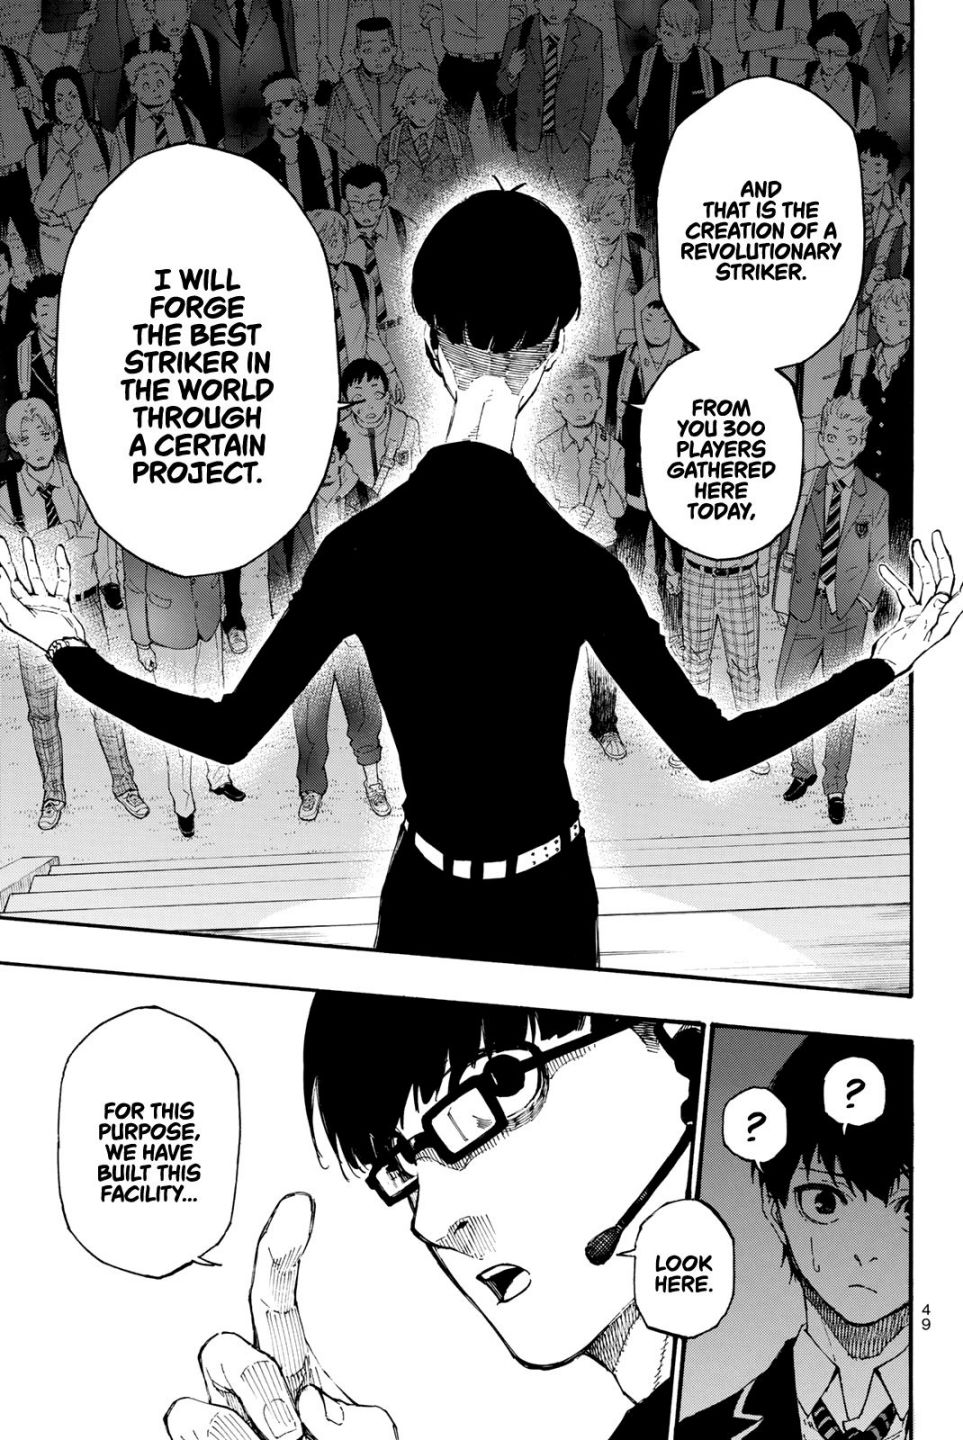 AND
THAT IS THE
CREATION OF A
REVOLUTIONARY
STRIKER.
FROM
YOU 300
PLAYERS
GATHERED
HERE
TODAY,
I WILL
FORGE
THE BEST
STRIKER IN
THE WORLD
THROUGH
A CERTAIN
PROJECT.
?
?
LOOK
HERE.
FOR THIS
PURPOSE,
WE HAVE
BUILT THIS
FACILITY...
49